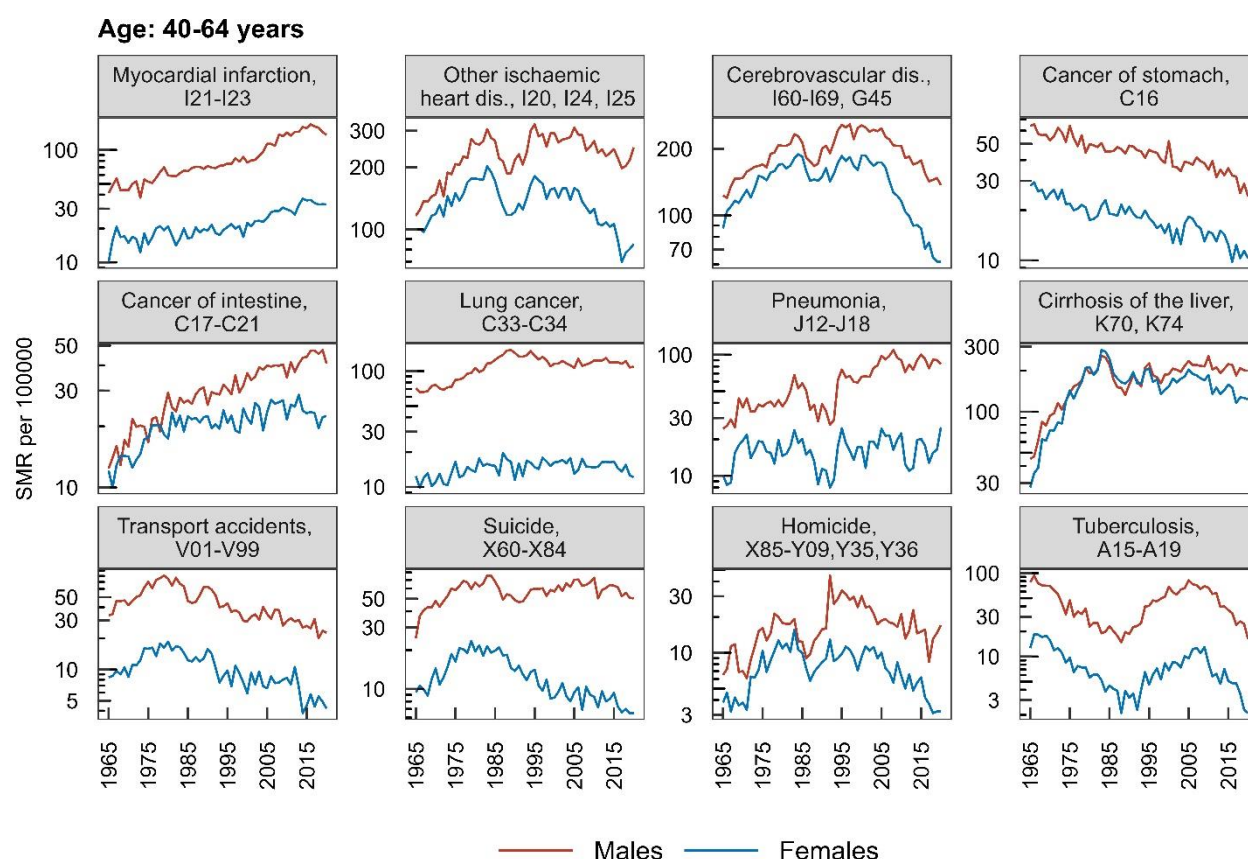 Age: 40-64 years
Myocardial infarction,
I21-I23
Other ischaemic
heart dis., I20, I24, I25
Cerebrovascular dis.,
I60-I69, G45
Cancer of stomach,
C16
100
30
10
300
200
100
200
100
70
50
30
10
Cancer of intestine,
C17-C21
Lung cancer,
C33-C34
Pneumonia,
J12-J18
Cirrhosis of the liver,
K70, K74
50
30
10
100
30
10
100
30
10
300
100
30
SMR per 100000
Transport accidents,
V01-V99
Suicide,
X60-X84
Homicide,
X85-Y09,Y35,Y36
Tuberculosis,
A15-A19
50
30
10
5
50
30
10
30
10
3
100
30
10
3
1965 1975 1985 1995 2005 2015
1965 1975 1985 1995 2005 2015
1965 1975 1985 1995 2005 2015
1965 1975 1985 1995 2005 2015
Males Females